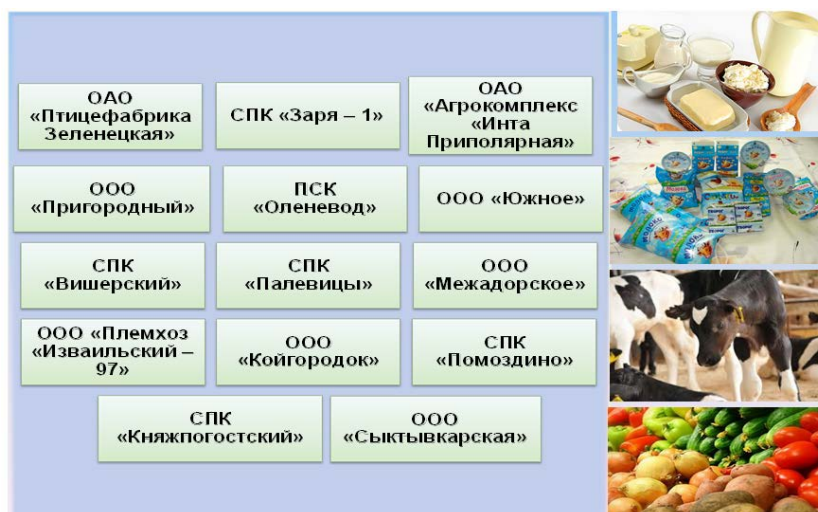 ОАО
«Птицефабрика
Зеленецкая»
СПК «Заря – 1»
ОАО
«Агрокомплекс
«Инта
Приполярная»
ООО
«Пригородный»
ПСК
«Оленевод»
ООО «Южное»
СПК
«Вишерский»
СПК
«Палевицы»
ООО
«Межадорское»
ООО «Племхоз
«Изваильский –
97»
ООО
«Койгородок»
СПК
«Помоздино»
СПК
«Княжпогостский»
ООО
«Сыктывкарская»